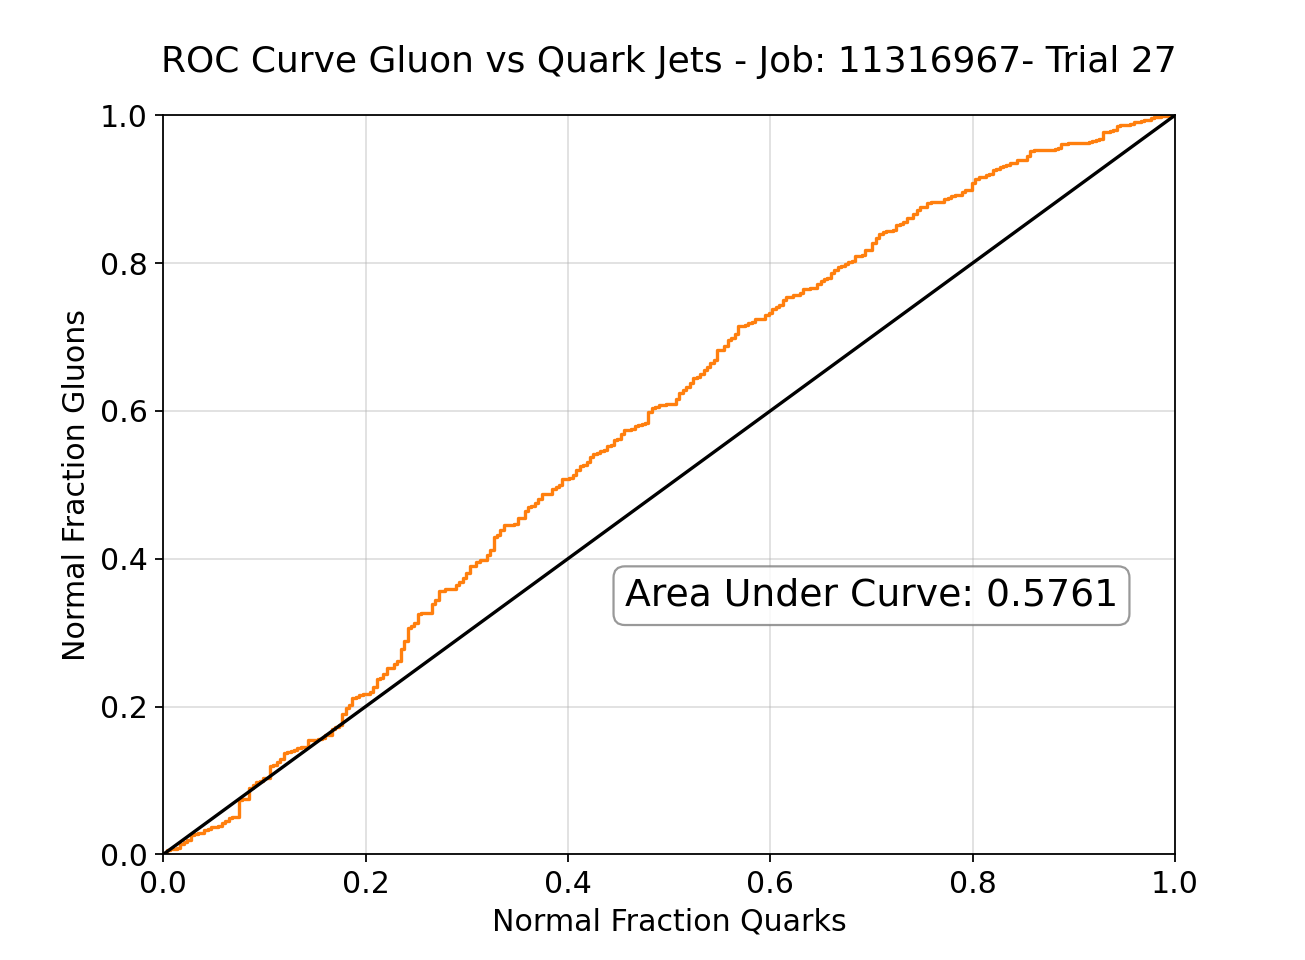 ROC Curve Gluon vs Quark Jets - Job: 11316967- Trial 27
1.0
0.8
0.6
0.4
0.2
0.0
Normal Fraction Gluons
Area Under Curve: 0.5761
0.0 0.2 0.4 0.6 0.8 1.0
Normal Fraction Quarks